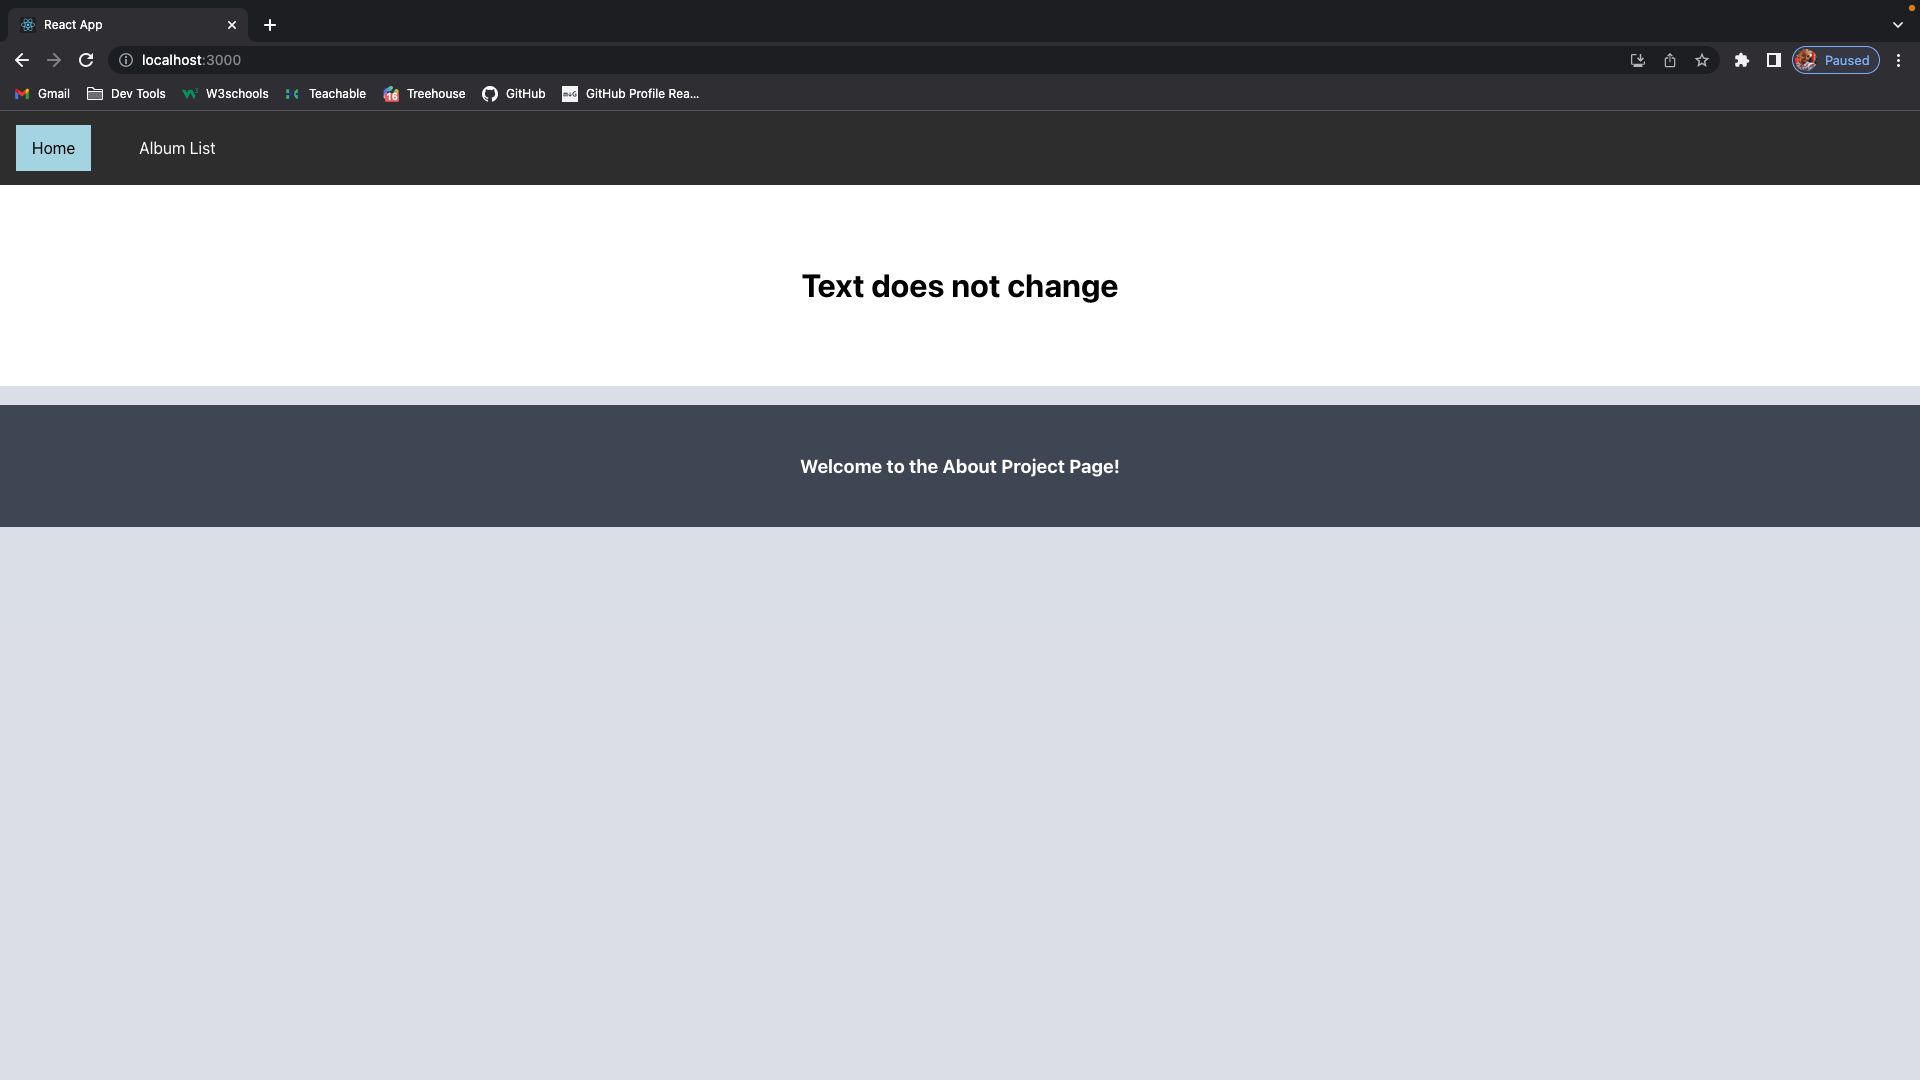 React App
localhost:3000
Paused
Gmail Dev Tools W3schools Teachable 16 Treehouse GitHub GitHub Profile Rea...
Home Album List
Text does not change
Welcome to the About Project Page!